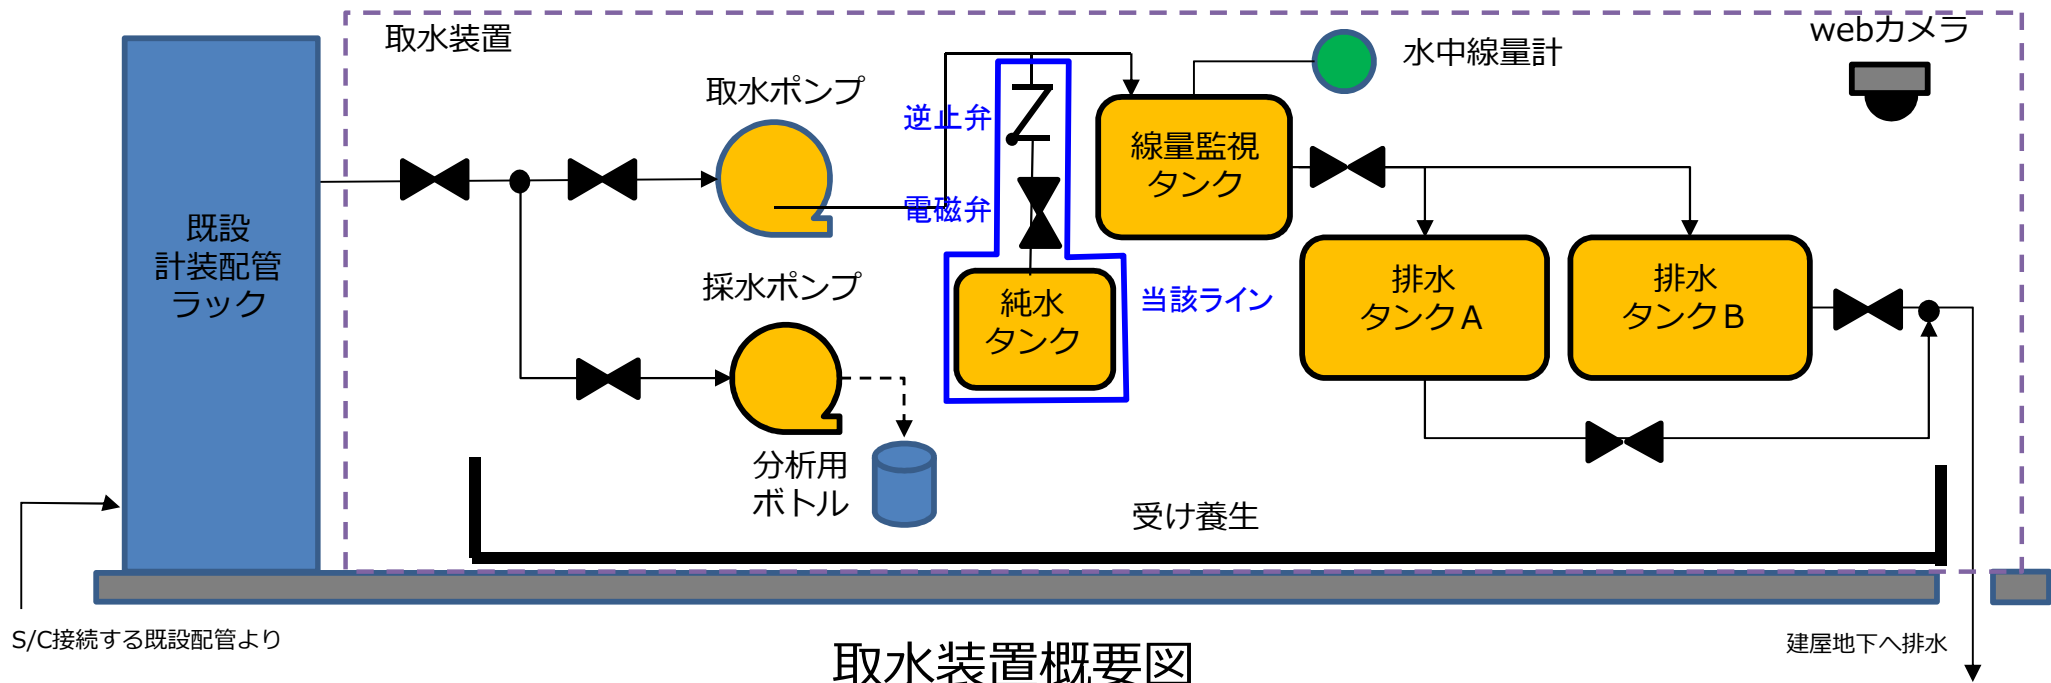 取水装置
webカメラ
水中線量計
取水ポンプ
逆止弁
線量監視
タンク
電磁弁
既設
計装配管
ラック
採水ポンプ
純水
タンク
当該ライン
排水
タンクA
排水
タンクB
分析用
ボトル
受け養生
S/C接続する既設配管より
建屋地下へ排水
取水装置概要図